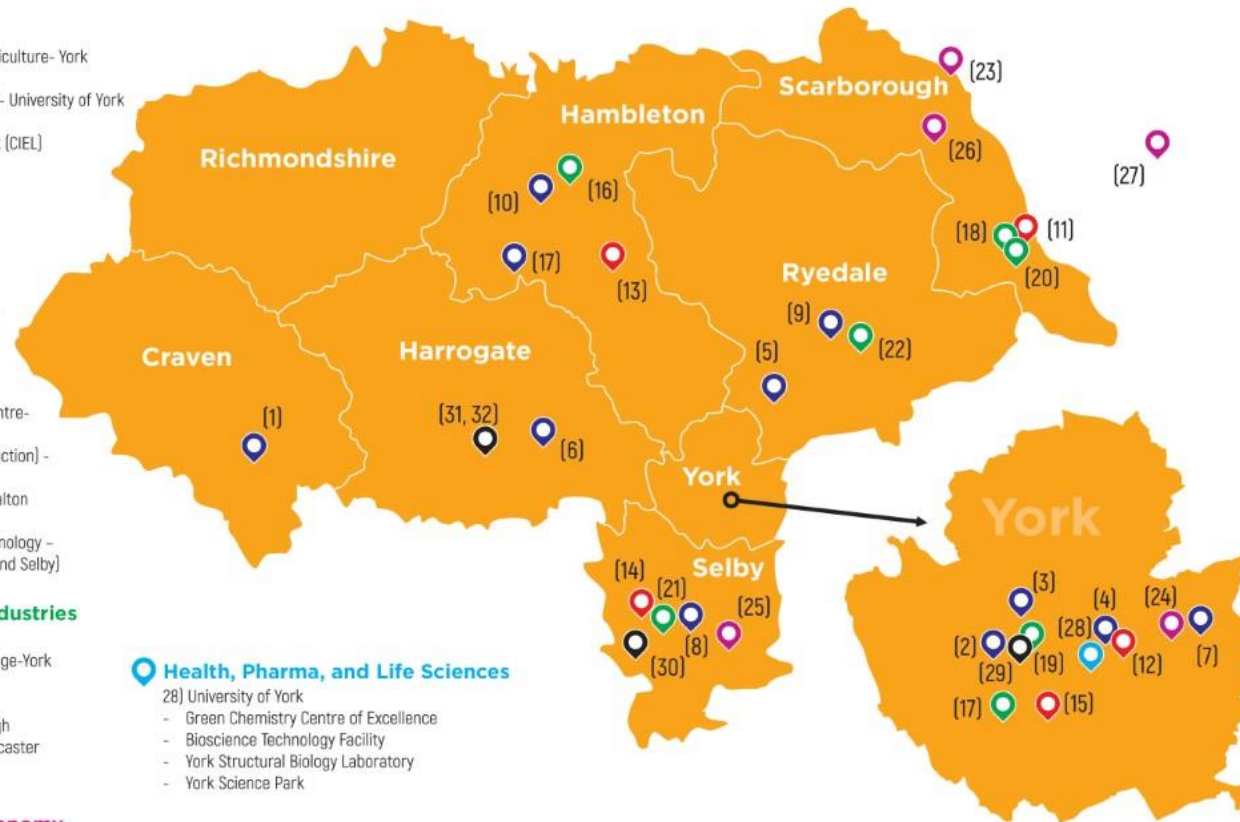 iculture- York
- University of York
(CIEL)
ntre-
ction) -
alton
nology –
nd Selby)
dustries
ge-York
gh
caster
onomy
Health, Pharma, and Life Sciences
28) University of York
- Green Chemistry Centre of Excellence
- Bioscience Technology Facility
- York Structural Biology Laboratory
- York Science Park
Richmondshire
Hambleton
Scarborough
(23)
(26)
(27)
(10)
(16)
(17)
(13)
(18)
(11)
(20)
Ryedale
(9)
(22)
(5)
Craven
(1)
Harrogate
(31, 32)
(6)
York
Selby
(14)
(21)
(25)
(8)
(30)
York
(3)
(4)
(24)
(28)
(2)
(29)
(19)
(12)
(7)
(17)
(15)